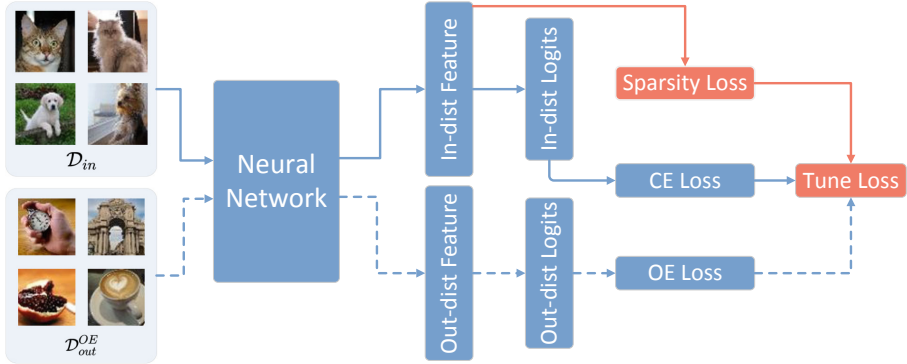 𝒟_in
𝒟_out^OE
Neural
Network
In-dist Feature
In-dist Logits
Sparsity Loss
CE Loss
Tune Loss
Out-dist Feature
Out-dist Logits
OE Loss